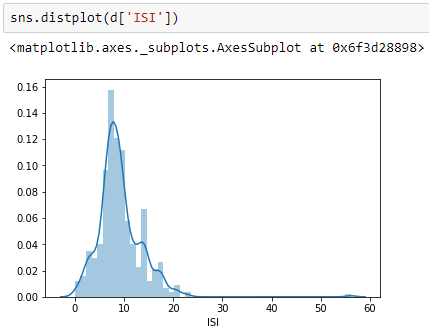 sns.distplot(d['ISI'])
<matplotlib.axes._subplots.AxesSubplot at 0x6f3d28898>
0.16
0.14
0.12
0.10
0.08
0.06
0.04
0.02
0.00
0 10 20 30 40 50 60
ISI